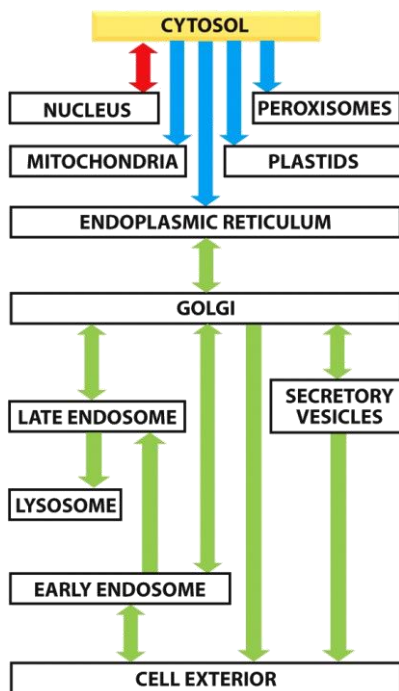 CYTOSOL
NUCLEUS
PEROXISOMES
MITOCHONDRIA
PLASTIDS
ENDOPLASMIC RETICULUM
GOLGI
LATE ENDOSOME
SECRETORY
VESICLES
LYSOSOME
EARLY ENDOSOME
CELL EXTERIOR